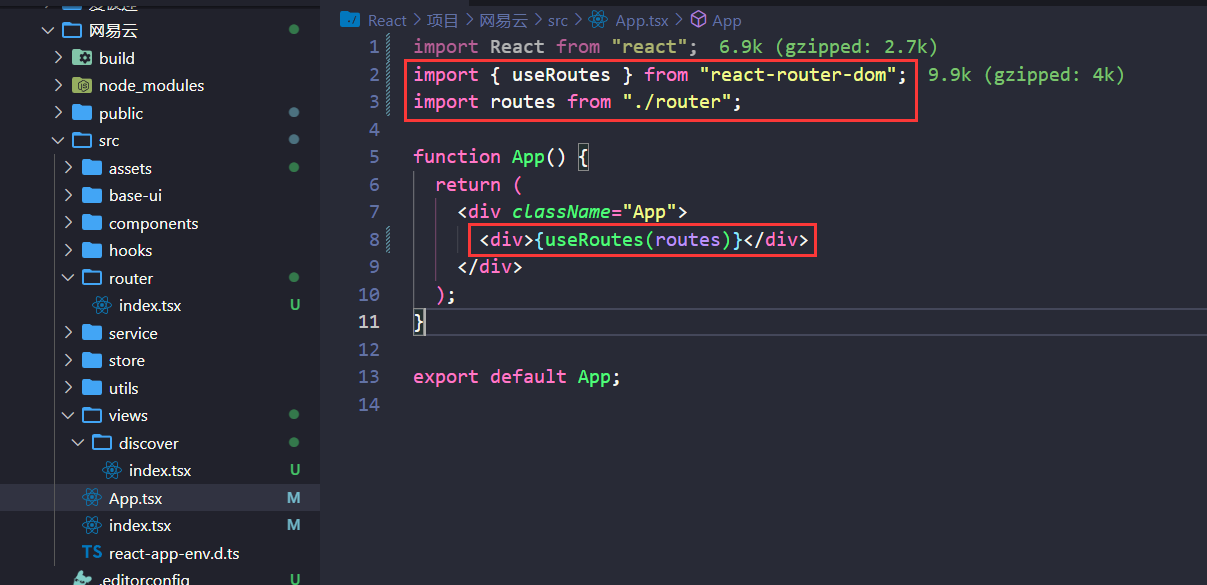 网易云
build
node_modules
public
src
assets
base-ui
components
hooks
router
index.tsx U
service
store
utils
views
discover
index.tsx U
App.tsx M
index.tsx M
TS react-app-env.d.ts
.editorconfig U
React > 项目 > 网易云 > src > App.tsx > App
1 import React from "react"; 6.9k (gzipped: 2.7k)
2 import { useRoutes } from "react-router-dom"; 9.9k (gzipped: 4k)
3 import routes from "./router";
4
5 function App() {
6 return (
7 <div className="App">
8 <div>{useRoutes(routes)}</div>
9 </div>
10 );
11 }
12
13 export default App;
14